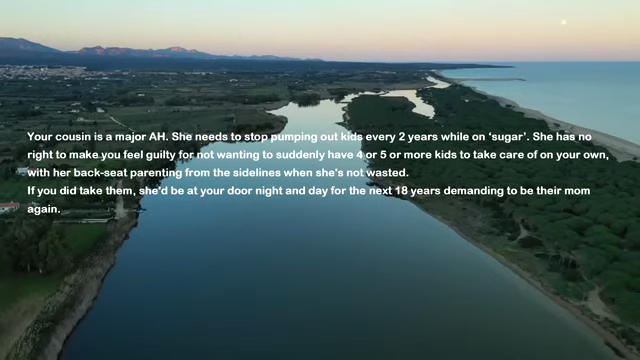 Your cousin is a major AH. She needs to stop pumping out kids every 2 years while on ‘sugar’. She has no
right to make you feel guilty for not wanting to suddenly have 4 or 5 or more kids to take care of on your own,
with her back-seat parenting from the sidelines when she's not wasted.
If you did take them, she'd be at your door night and day for the next 18 years demanding to be their mom
again.